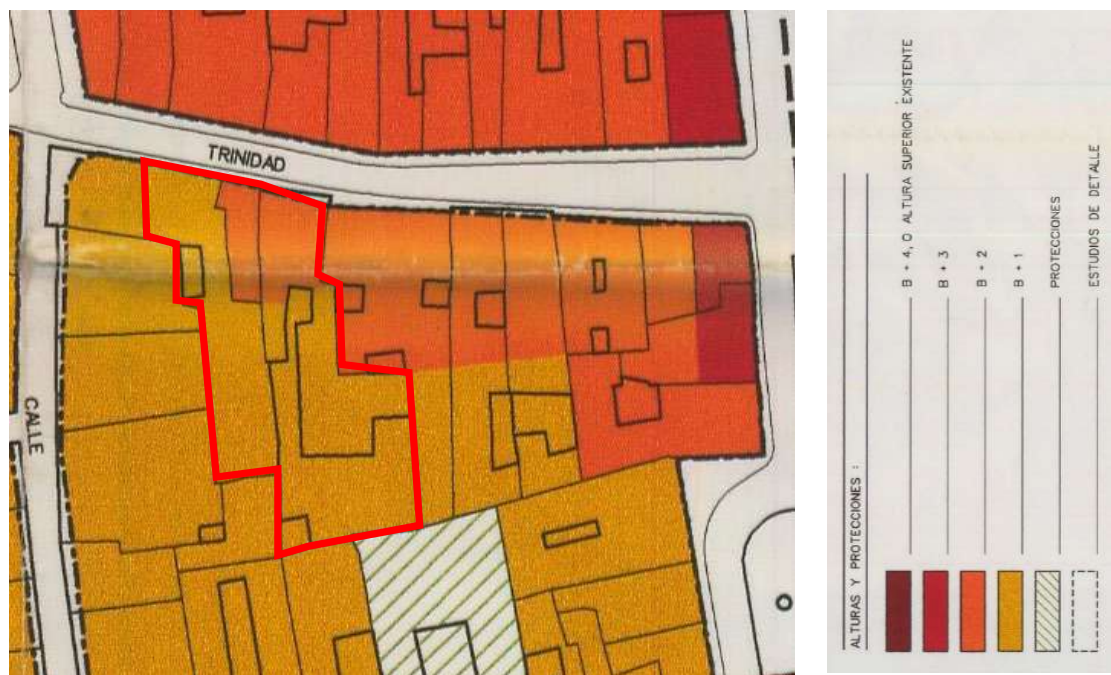 TRINIDAD
CALLE
ALTURAS Y PROTECCIONES :
B + 4, O ALTURA SUPERIOR EXISTENTE
B + 3
B + 2
B + 1
PROTECCIONES
ESTUDIOS DE DETALLE